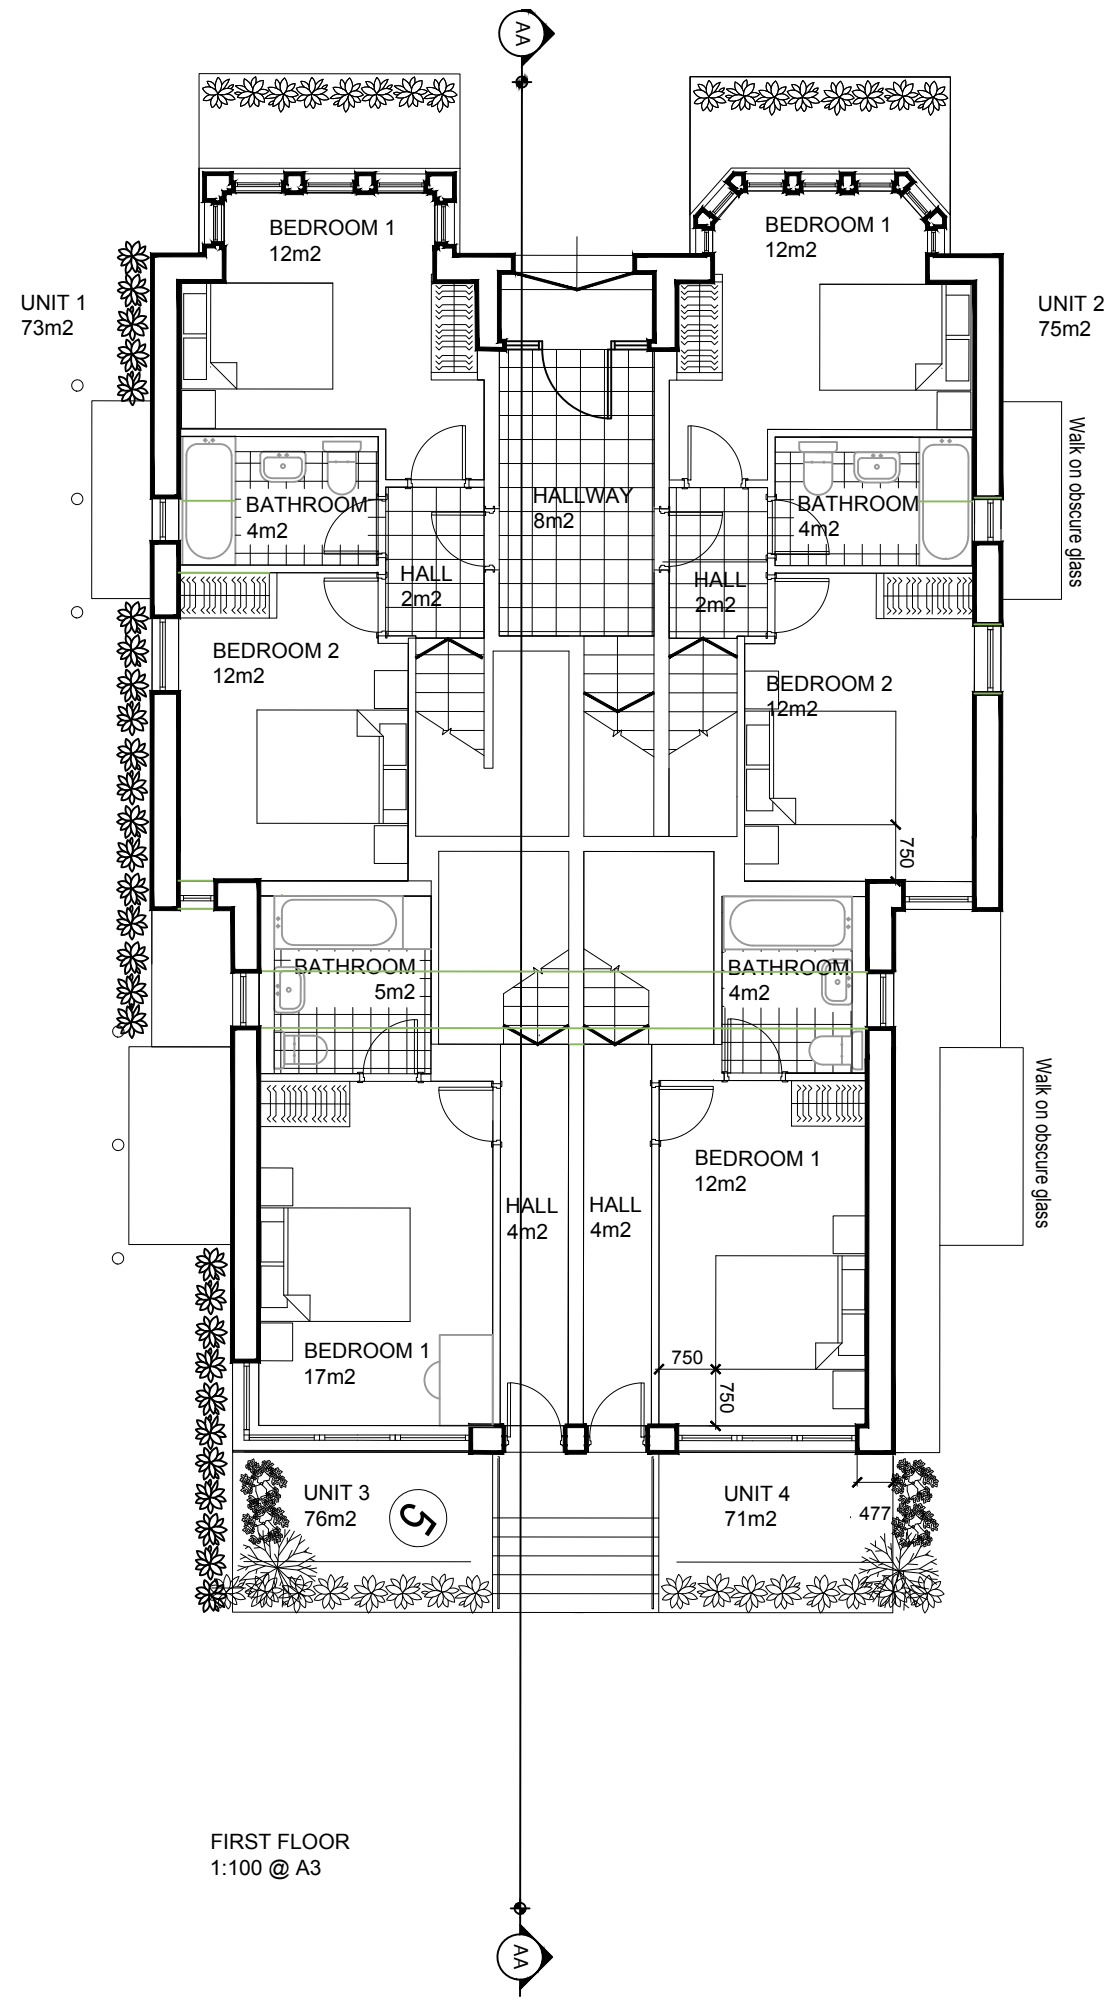 AA
BEDROOM 1
12m2
BEDROOM 1
12m2
UNIT 1
73m2
UNIT 2
75m2
Walk on obscure glass
BATHROOM
4m2
HALLWAY
8m2
BATHROOM
4m2
HALL
2m2
HALL
2m2
BEDROOM 2
12m2
BEDROOM 2
12m2
750
BATHROOM
5m2
BATHROOM
4m2
Walk on obscure glass
BEDROOM 1
12m2
HALL
4m2
HALL
4m2
BEDROOM 1
17m2
750
750
UNIT 3
76m2
5
UNIT 4
71m2
477
FIRST FLOOR
1:100 @ A3
AA